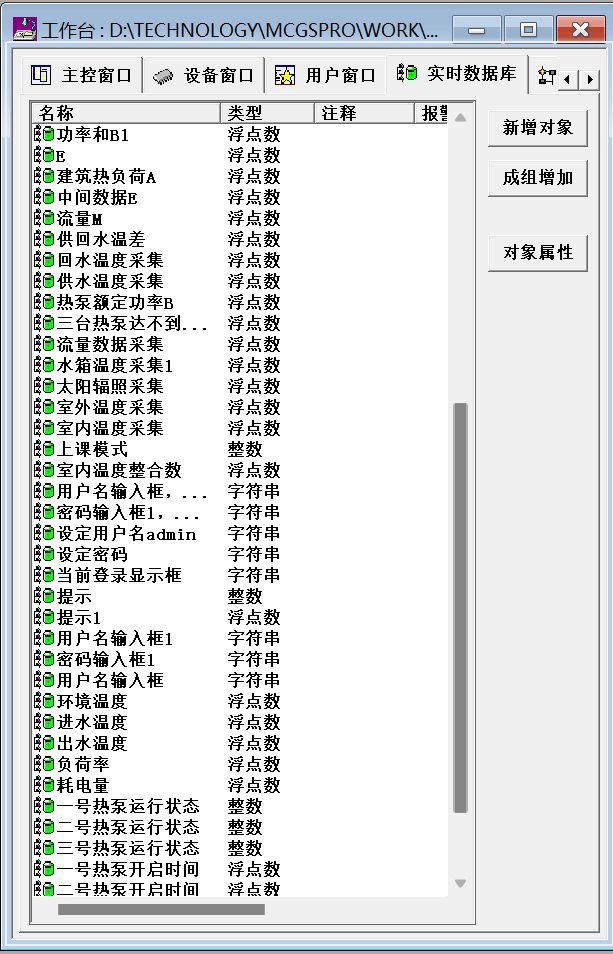 工作台 : D:\TECHNOLOGY\MCGSPRO\WORK\...
主控窗口 设备窗口 用户窗口 实时数据库
名称 类型 注释 报警
新增对象
成组增加
对象属性
功率和B1 浮点数
E 浮点数
建筑热负荷A 浮点数
中间数据E 浮点数
流量M 浮点数
供回水温差 浮点数
回水温度采集 浮点数
供水温度采集 浮点数
热泵额定功率B 浮点数
三台热泵达不到... 浮点数
流量数据采集 浮点数
水箱温度采集1 浮点数
太阳辐照采集 浮点数
室外温度采集 浮点数
室内温度采集 浮点数
上课模式 整数
室内温度整合数 浮点数
用户名输入框，... 字符串
密码输入框1，... 字符串
设定用户名admin 字符串
设定密码 字符串
当前登录显示框 字符串
提示 整数
提示1 浮点数
用户名输入框1 字符串
密码输入框1 字符串
用户名输入框 字符串
环境温度 浮点数
进水温度 浮点数
出水温度 浮点数
负荷率 浮点数
耗电量 浮点数
一号热泵运行状态 整数
二号热泵运行状态 整数
三号热泵运行状态 整数
一号热泵开启时间 浮点数
二号热泵开启时间 浮点数